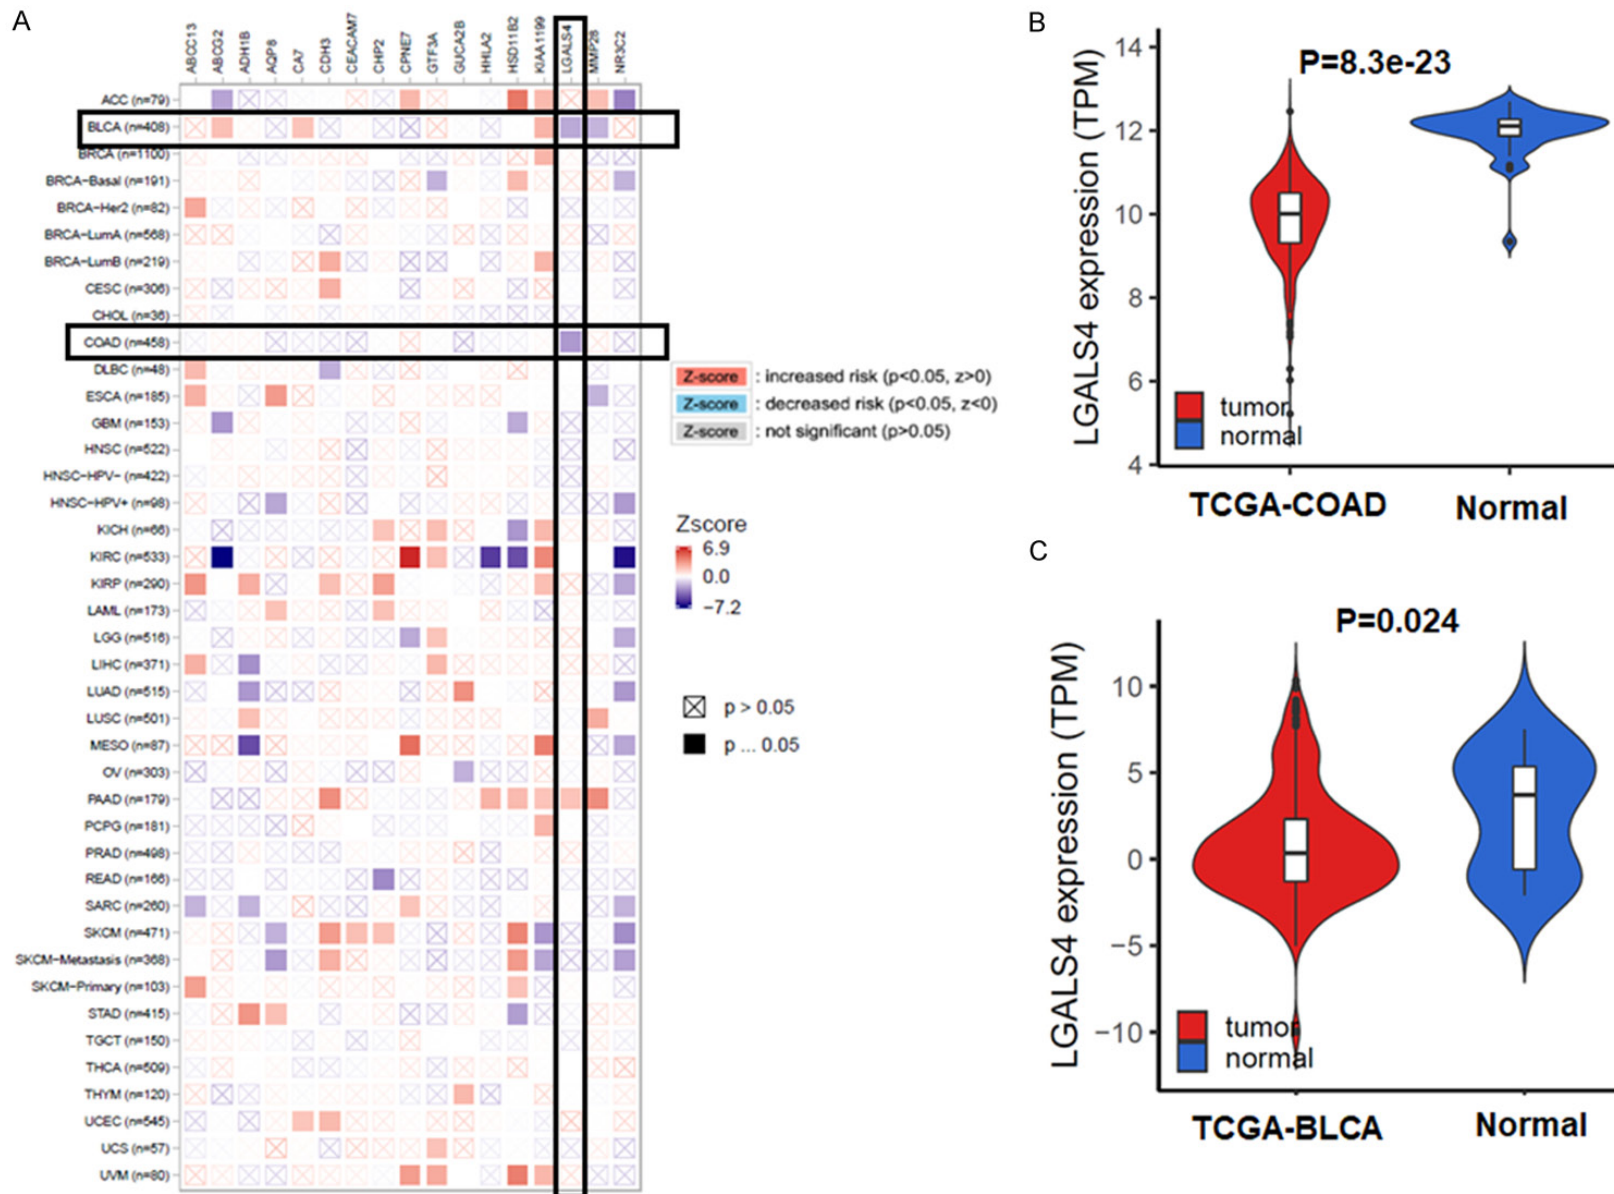 A
ABCC13
ABCG2
ADH1B
AQP8
CA7
CDH3
CEACAM7
CHP2
CPNE7
GTF3A
GUCA2B
HHLA2
HSD11B2
KIAA1199
LGALS4
MMP28
NR3C2
ACC (n=79)
BLCA (n=408)
BRCA (n=1100)
BRCA-Basal (n=191)
BRCA-Her2 (n=82)
BRCA-LumA (n=568)
BRCA-LumB (n=219)
CESC (n=306)
CHOL (n=36)
COAD (n=458)
DLBC (n=48)
ESCA (n=185)
GBM (n=153)
HNSC (n=522)
HNSC-HPV- (n=422)
HNSC-HPV+ (n=98)
KICH (n=66)
KIRC (n=533)
KIRP (n=290)
LAML (n=173)
LGG (n=516)
LIHC (n=371)
LUAD (n=515)
LUSC (n=501)
MESO (n=87)
OV (n=303)
PAAD (n=179)
PCPG (n=181)
PRAD (n=498)
READ (n=166)
SARC (n=260)
SKCM (n=471)
SKCM-Metastasis (n=368)
SKCM-Primary (n=103)
STAD (n=415)
TGCT (n=150)
THCA (n=509)
THYM (n=120)
UCEC (n=545)
UCS (n=57)
UVM (n=80)
Z-score : increased risk (p<0.05, z>0)
Z-score : decreased risk (p<0.05, z<0)
Z-score : not significant (p>0.05)
Zscore
6.9
0.0
−7.2
p > 0.05
p ... 0.05
B
P=8.3e-23
LGALS4 expression (TPM)
14
12
10
8
6
4
tumor
normal
TCGA-COAD
Normal
C
P=0.024
LGALS4 expression (TPM)
10
5
0
−5
−10
tumor
normal
TCGA-BLCA
Normal